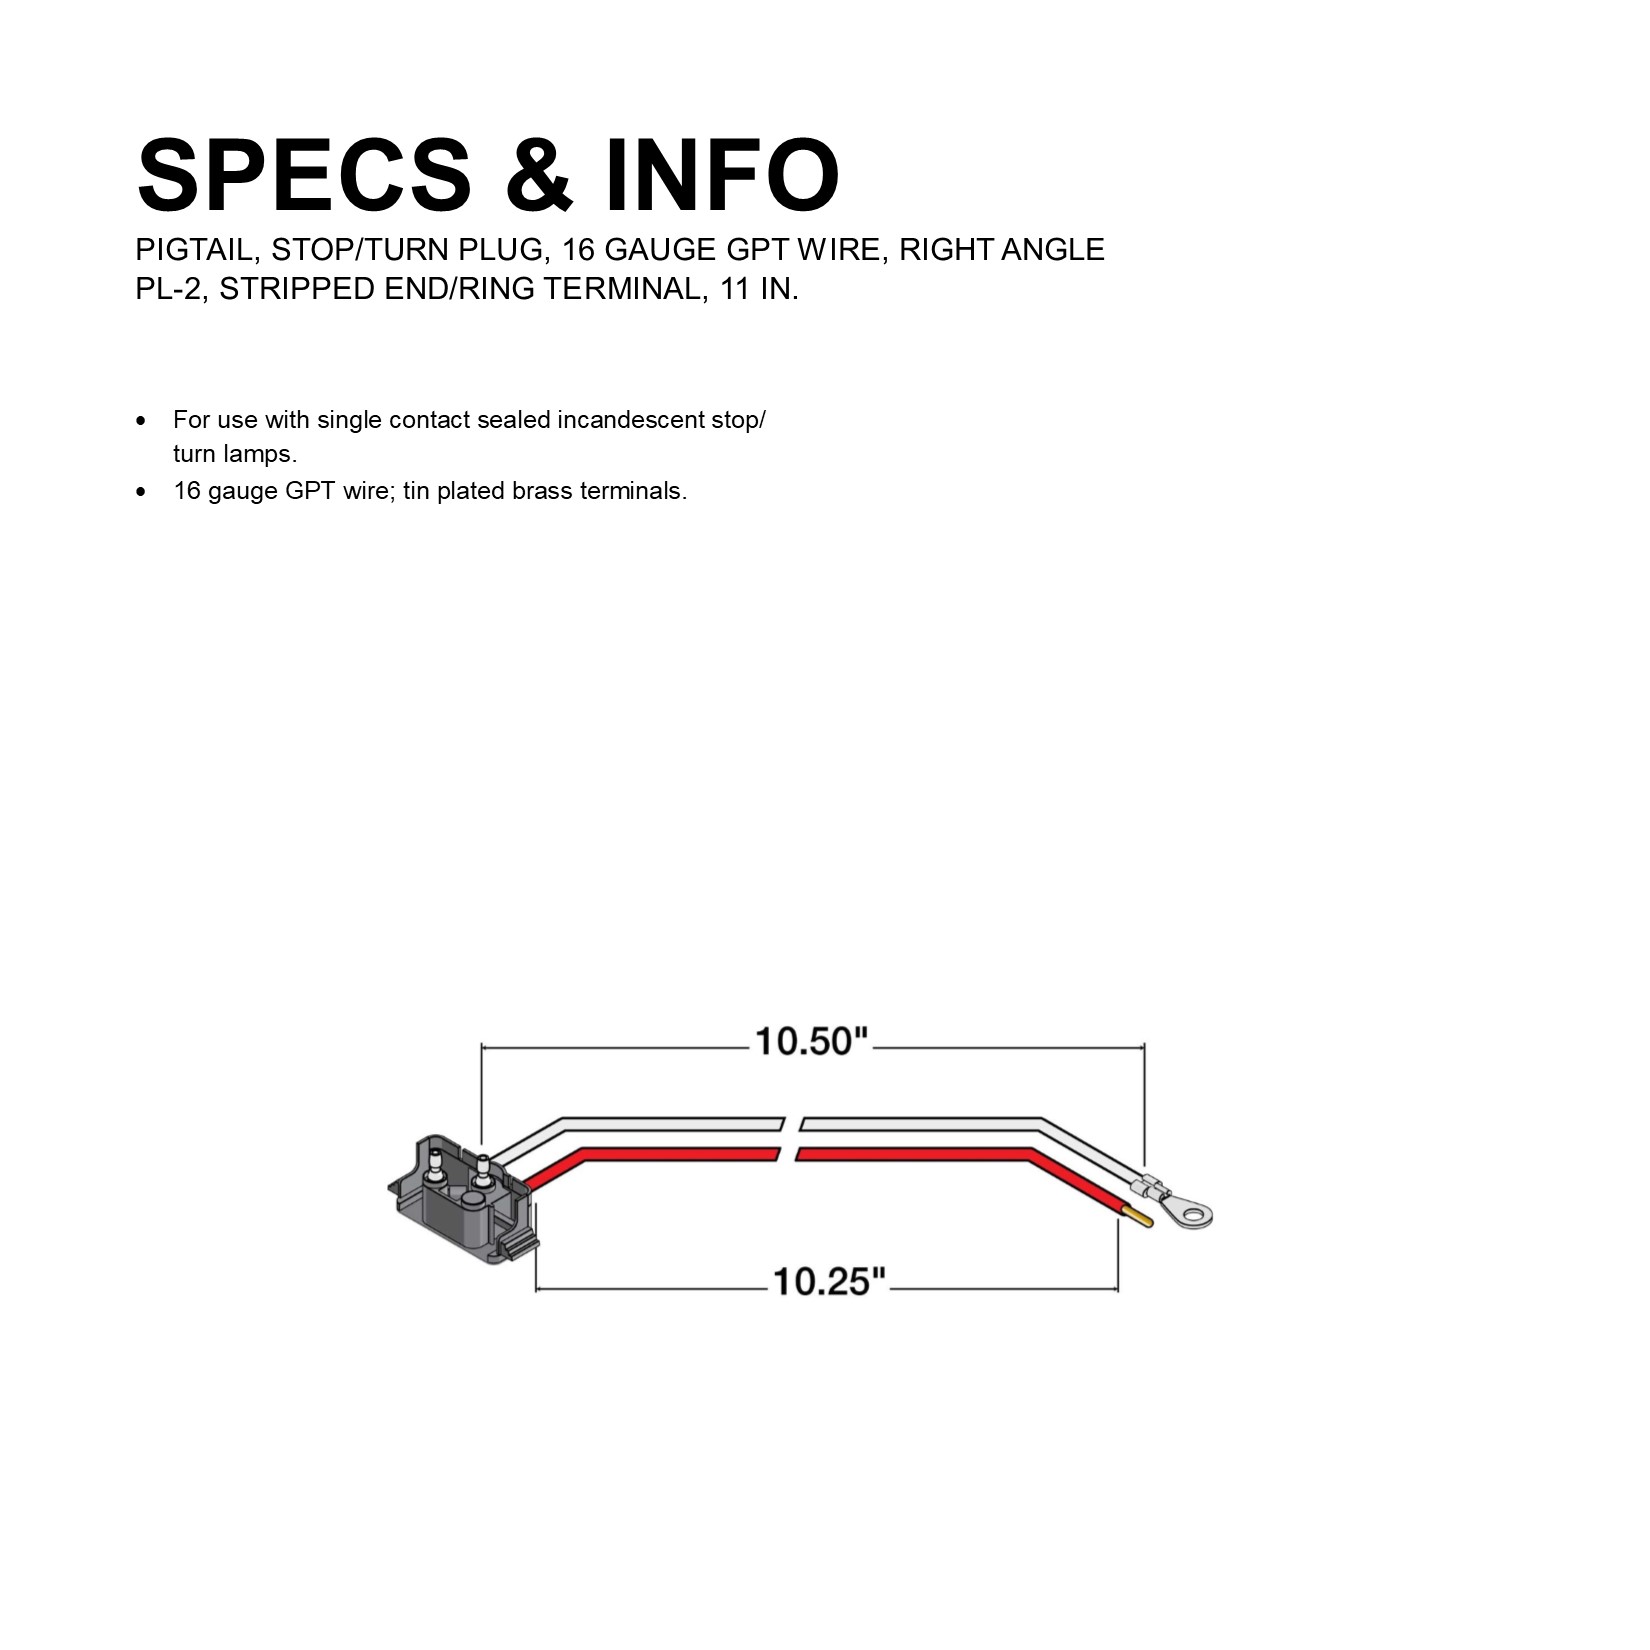 SPECS & INFO
PIGTAIL, STOP/TURN PLUG, 16 GAUGE GPT WIRE, RIGHT ANGLE
PL-2, STRIPPED END/RING TERMINAL, 11 IN.
• For use with single contact sealed incandescent stop/
turn lamps.
• 16 gauge GPT wire; tin plated brass terminals.
10.50"
10.25"